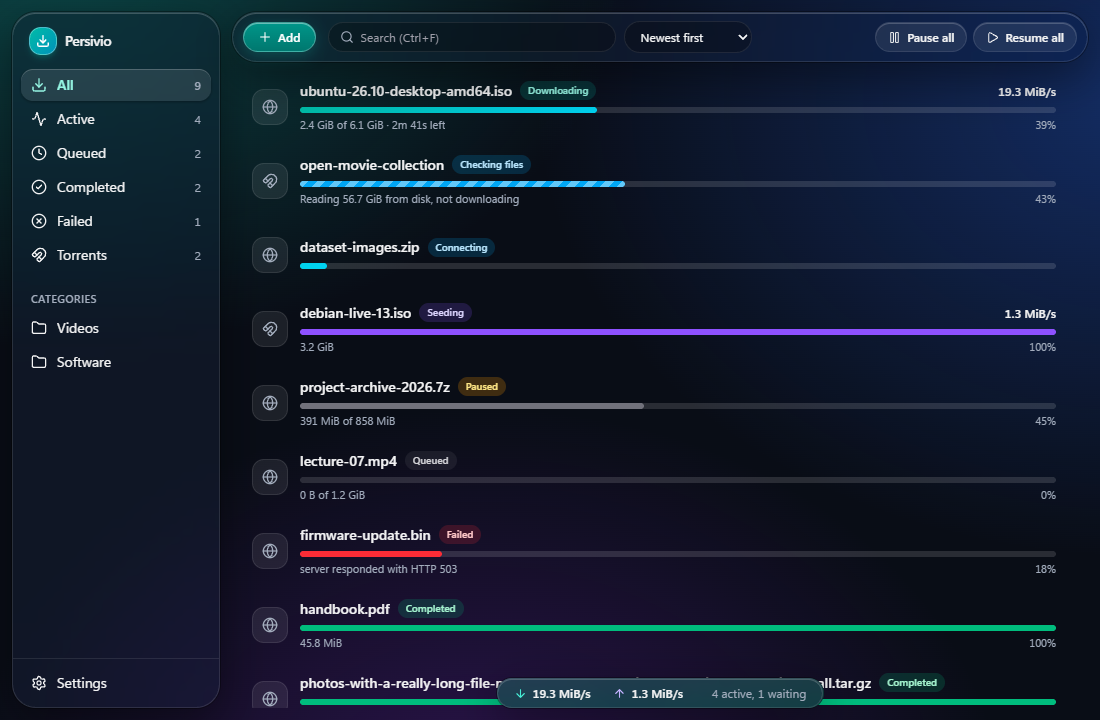 Persivio
All 9
Active 4
Queued 2
Completed 2
Failed 1
Torrents 2
CATEGORIES
Videos
Software
Settings
Add
Search (Ctrl+F)
Newest first
Pause all
Resume all
ubuntu-26.10-desktop-amd64.iso Downloading 19.3 MiB/s
2.4 GiB of 6.1 GiB · 2m 41s left 39%
open-movie-collection Checking files
Reading 56.7 GiB from disk, not downloading 43%
dataset-images.zip Connecting
debian-live-13.iso Seeding 1.3 MiB/s
3.2 GiB 100%
project-archive-2026.7z Paused
391 MiB of 858 MiB 45%
lecture-07.mp4 Queued
0 B of 1.2 GiB 0%
firmware-update.bin Failed
server responded with HTTP 503 18%
handbook.pdf Completed
45.8 MiB 100%
photos-with-a-really-long-file-n all.tar.gz Completed
19.3 MiB/s 1.3 MiB/s 4 active, 1 waiting